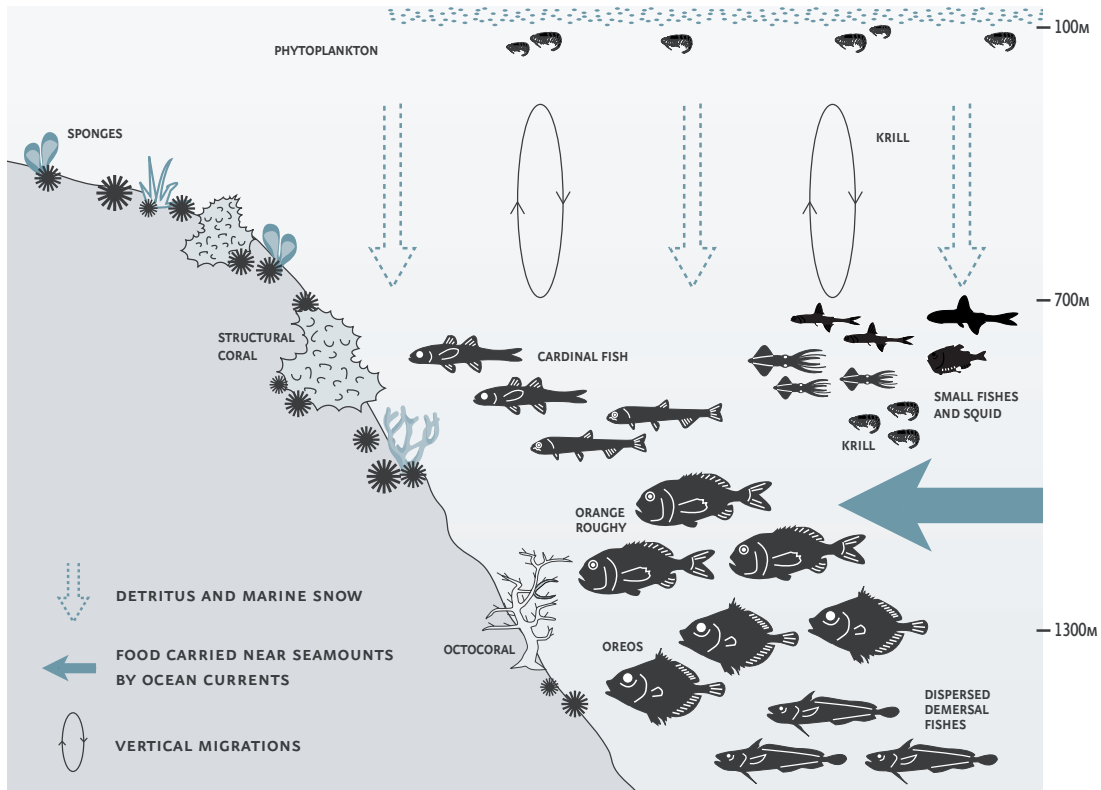 100M
PHYTOPLANKTON
SPONGES
KRILL
700M
STRUCTURAL
CORAL
CARDINAL FISH
SMALL FISHES
AND SQUID
KRILL
ORANGE
ROUGHY
DETRITUS AND MARINE SNOW
1300M
OCTOCORAL
OREOS
FOOD CARRIED NEAR SEAMOUNTS
BY OCEAN CURRENTS
DISPERSED
DEMERSAL
FISHES
VERTICAL MIGRATIONS